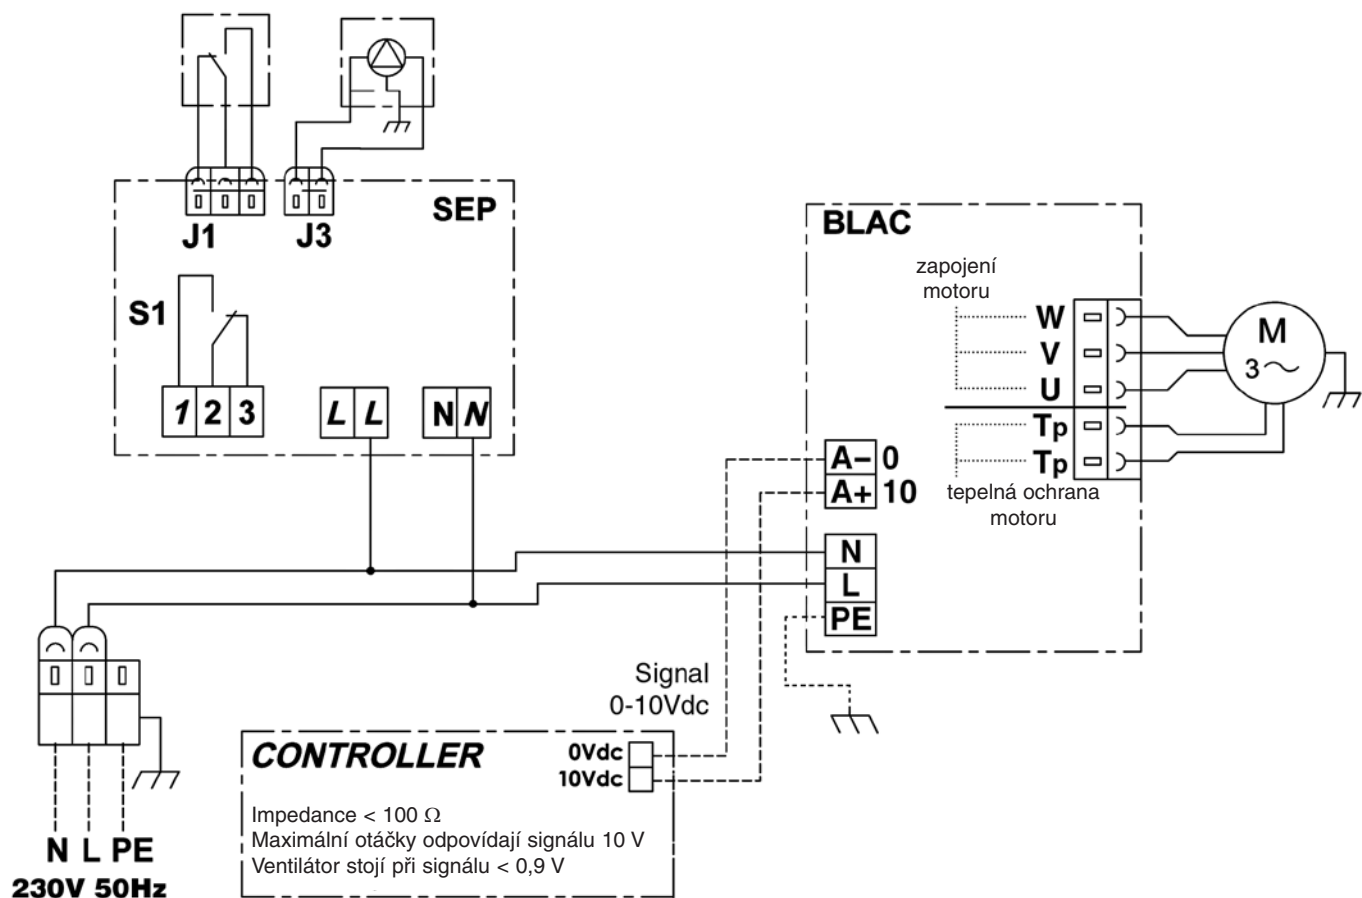 SEP
J1
J3
S1
1 2 3
L L
N N
BLAC
zapojení
motoru
W
V
U
Tp
Tp
tepelná ochrana
motoru
M
3~
A− 0
A+ 10
N
L
PE
Signal
0-10Vdc
CONTROLLER
0Vdc
10Vdc
Impedance < 100 Ω
Maximální otáčky odpovídají signálu 10 V
Ventilátor stojí při signálu < 0,9 V
N L PE
230V 50Hz